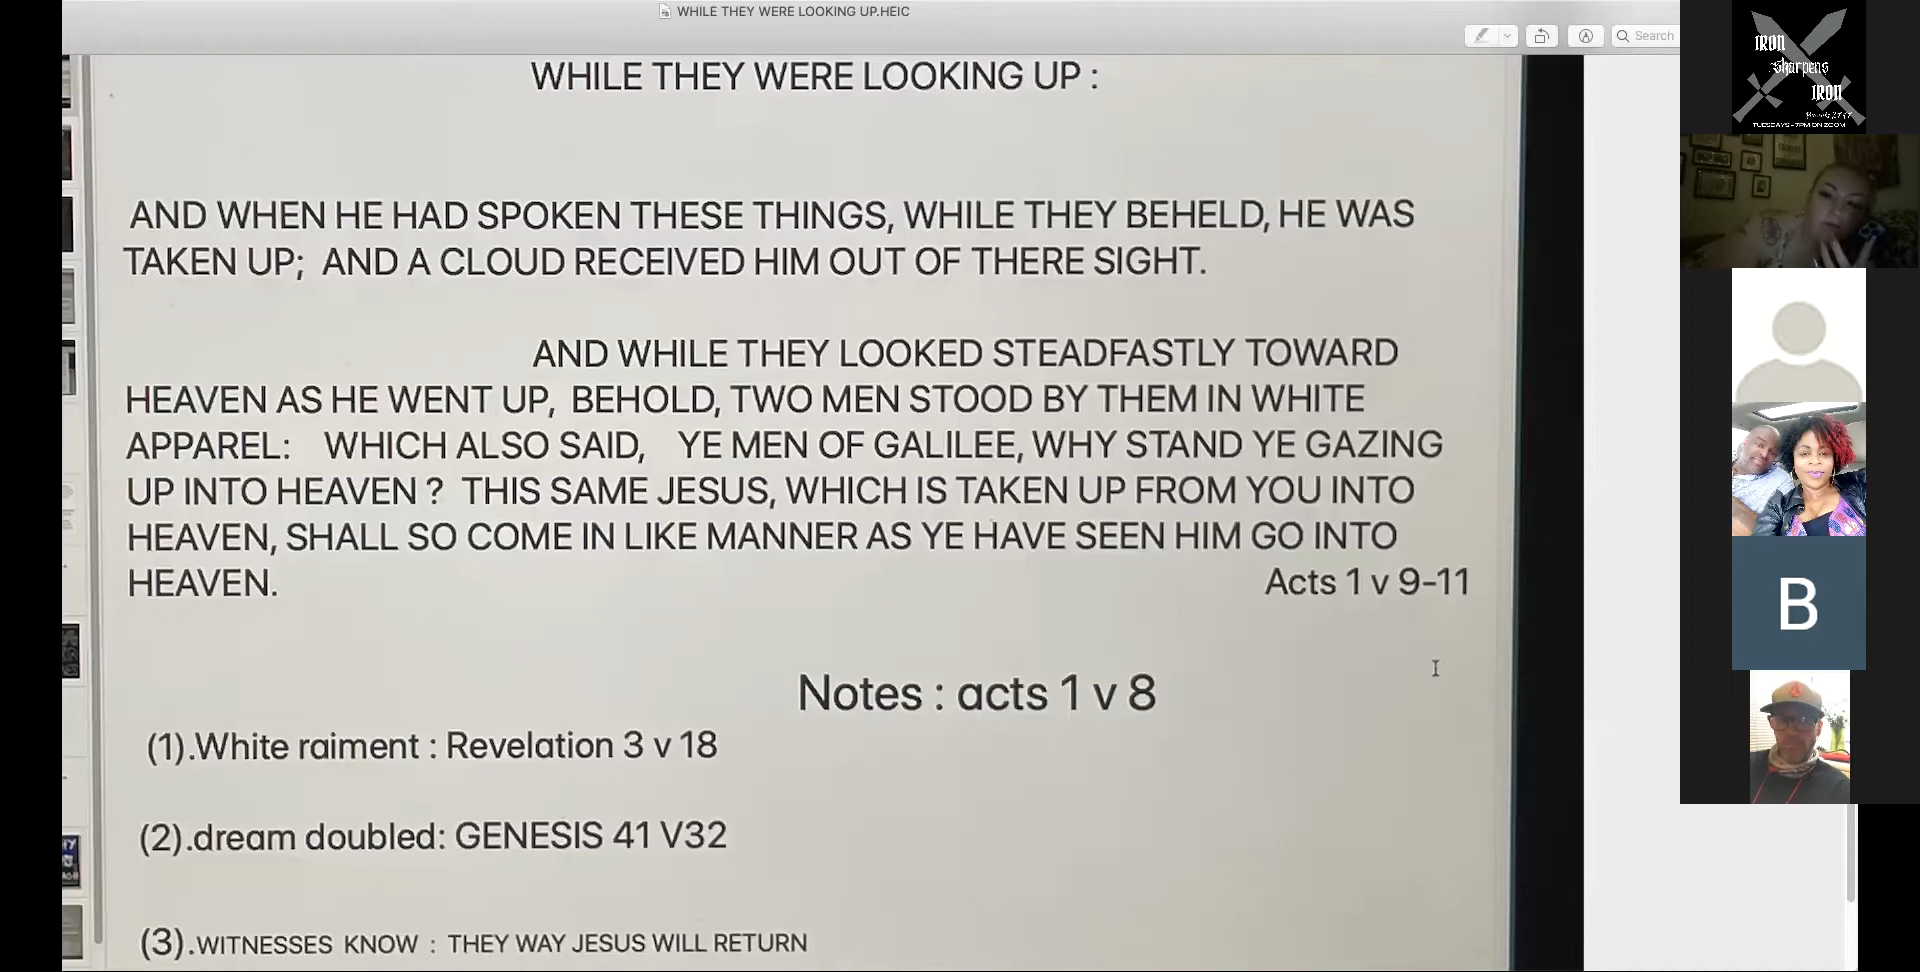 WHILE THEY WERE LOOKING UP.HEIC
Search
WHILE THEY WERE LOOKING UP :
AND WHEN HE HAD SPOKEN THESE THINGS, WHILE THEY BEHELD, HE WAS
TAKEN UP; AND A CLOUD RECEIVED HIM OUT OF THERE SIGHT.
AND WHILE THEY LOOKED STEADFASTLY TOWARD
HEAVEN AS HE WENT UP, BEHOLD, TWO MEN STOOD BY THEM IN WHITE
APPAREL: WHICH ALSO SAID, YE MEN OF GALILEE, WHY STAND YE GAZING
UP INTO HEAVEN ? THIS SAME JESUS, WHICH IS TAKEN UP FROM YOU INTO
HEAVEN, SHALL SO COME IN LIKE MANNER AS YE HAVE SEEN HIM GO INTO
HEAVEN.
Acts 1 v 9-11
Notes : acts 1 v 8
(1).White raiment : Revelation 3 v 18
(2).dream doubled: GENESIS 41 V32
(3).WITNESSES KNOW : THEY WAY JESUS WILL RETURN
IRON
Sharpens
IRON
TUESDAYS - 7PM ON ZOOM
B